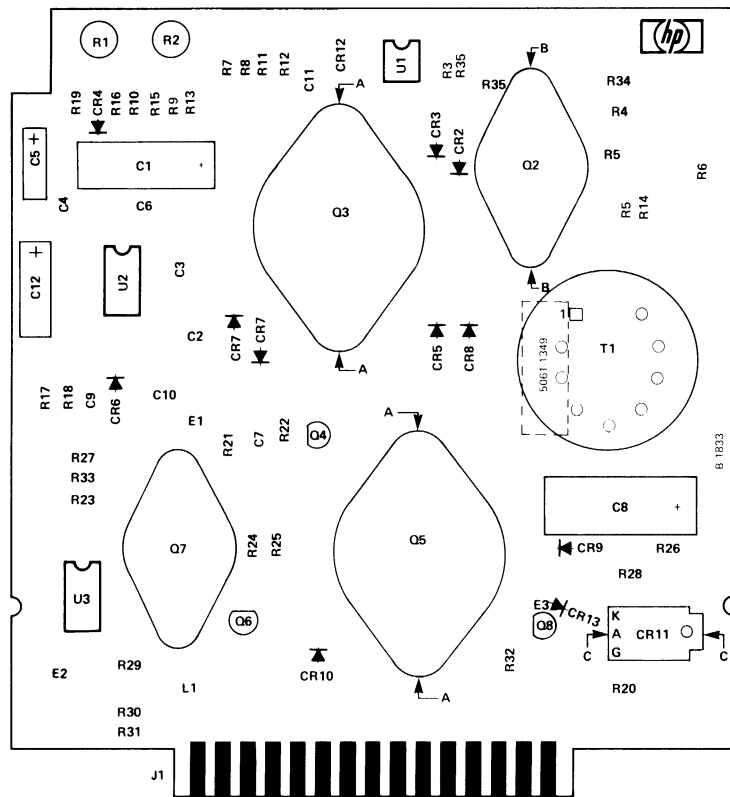 R1
R2
R7
R8
R11
R12
C11
CR12
U1
B
R3
R35
R35
R34
hp
R19
CR4
R16
R10
R15
R9
R13
A
R4
C5 +
C1 +
CR3
CR2
Q2
R5
R6
C4
C6
Q3
R5
R14
C12 +
U2
C3
B
C2
CR7
CR7
CR5
CR8
5061 1349
1
T1
A
R17
R18
C9
CR6
C10
E1
R21
C7
R22
Q4
A
B 1833
R27
R33
R23
C8 +
Q7
R24
R25
Q5
CR9
R26
R28
U3
Q6
E3
CR13
Q8
K
A
G
CR11
C
C
E2
R29
L1
CR10
R32
R20
A
R30
R31
J1